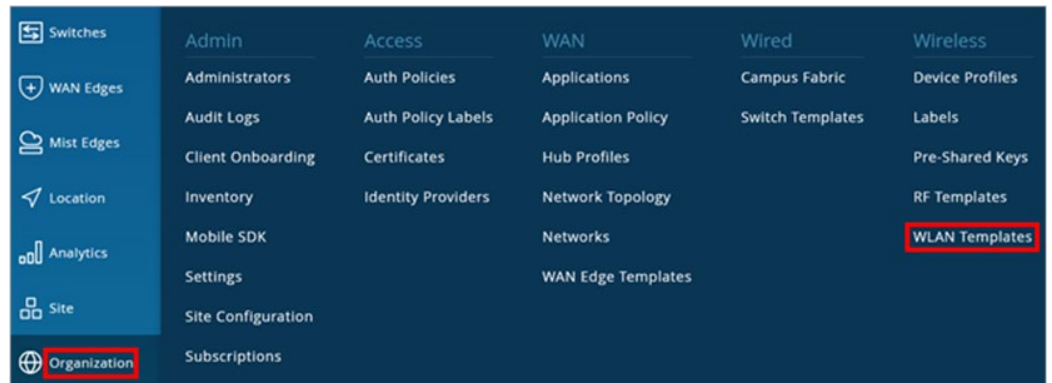 Switches
WAN Edges
Mist Edges
Location
Analytics
Site
Organization
Admin
Administrators
Audit Logs
Client Onboarding
Inventory
Mobile SDK
Settings
Site Configuration
Subscriptions
Access
Auth Policies
Auth Policy Labels
Certificates
Identity Providers
WAN
Applications
Application Policy
Hub Profiles
Network Topology
Networks
WAN Edge Templates
Wired
Campus Fabric
Switch Templates
Wireless
Device Profiles
Labels
Pre-Shared Keys
RF Templates
WLAN Templates